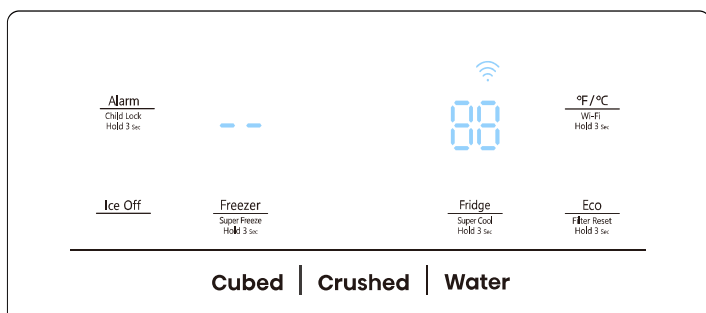 Alarm
Child Lock
Hold 3 Sec
-- 88
°F/°C
Wi-Fi
Hold 3 Sec
Ice Off
Freezer
Super Freeze
Hold 3 Sec
Fridge
Super Cool
Hold 3 Sec
Eco
Filter Reset
Hold 3 Sec
Cubed | Crushed | Water